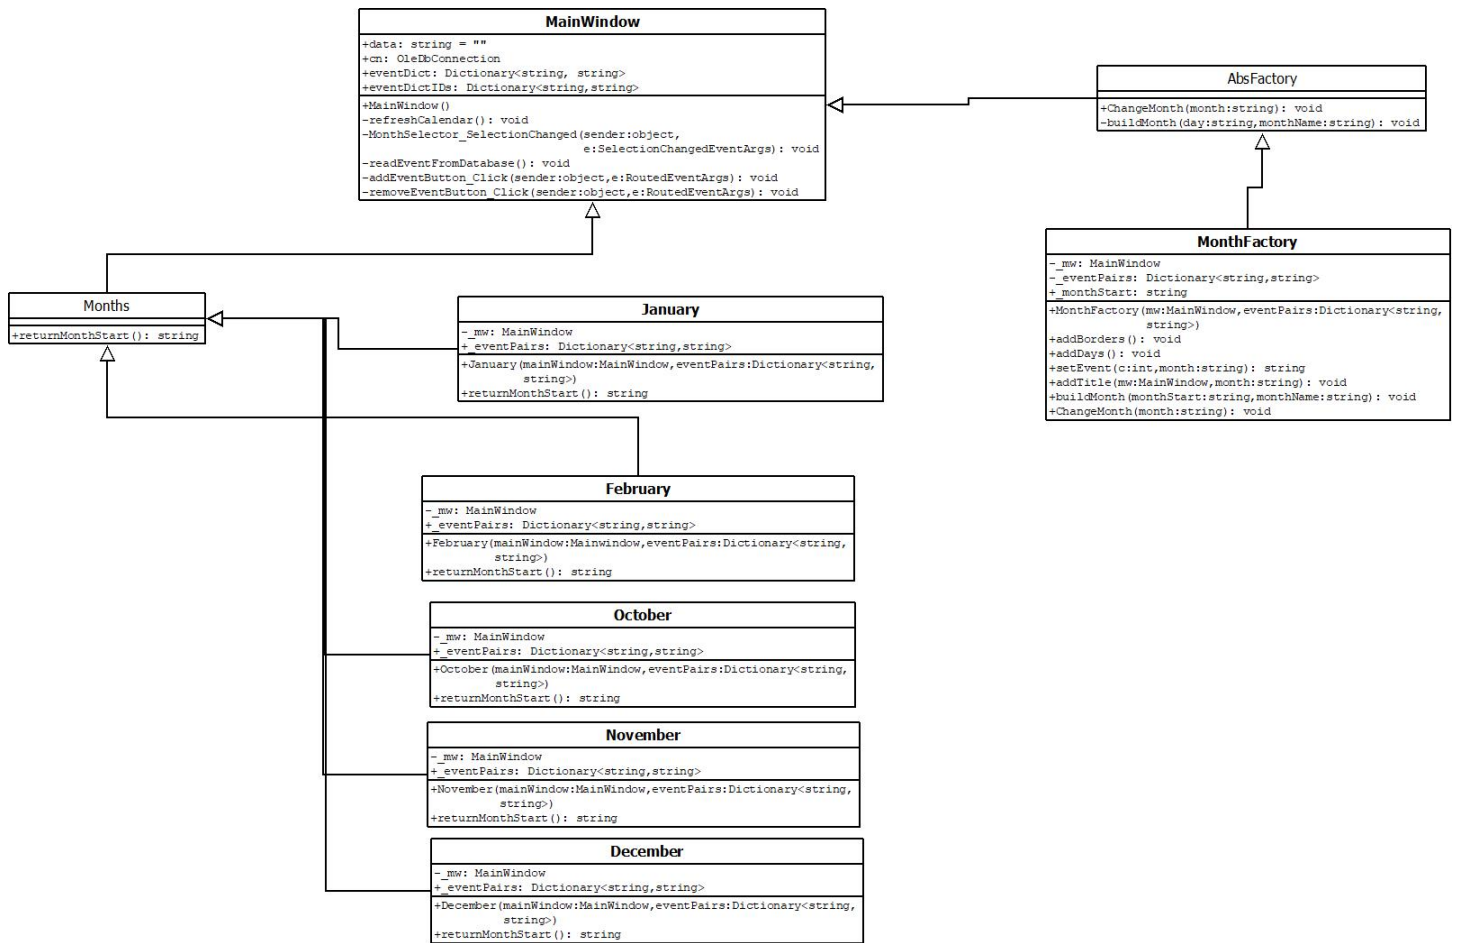 MainWindow
+data: string = ""
+cn: OleDbConnection
+eventDict: Dictionary<string, string>
+eventDictIDs: Dictionary<string,string>
+MainWindow()
-refreshCalendar(): void
-MonthSelector_SelectionChanged(sender:object,
e:SelectionChangedEventArgs): void
-readEventFromDatabase(): void
-addEventButton_Click(sender:object,e:RoutedEventArgs): void
-removeEventButton_Click(sender:object,e:RoutedEventArgs): void
AbsFactory
+ChangeMonth(month:string): void
-buildMonth(day:string,monthName:string): void
MonthFactory
-_mw: MainWindow
-_eventPairs: Dictionary<string,string>
+_monthStart: string
+MonthFactory(mw:MainWindow,eventPairs:Dictionary<string,
string>)
+addBorders(): void
+addDays(): void
+setEvent(c:int,month:string): string
+addTitle(mw:MainWindow,month:string): void
+buildMonth(monthStart:string,monthName:string): void
+ChangeMonth(month:string): void
Months
+returnMonthStart(): string
January
-_mw: MainWindow
+_eventPairs: Dictionary<string,string>
+January(mainWindow:MainWindow,eventPairs:Dictionary<string,
string>)
+returnMonthStart(): string
February
-_mw: MainWindow
+_eventPairs: Dictionary<string,string>
+February(mainWindow:Mainwindow,eventPairs:Dictionary<string,
string>)
+returnMonthStart(): string
October
-_mw: MainWindow
+_eventPairs: Dictionary<string,string>
+October(mainWindow:MainWindow,eventPairs:Dictionary<string,
string>)
+returnMonthStart(): string
November
-_mw: MainWindow
+_eventPairs: Dictionary<string,string>
+November(mainWindow:MainWindow,eventPairs:Dictionary<string,
string>)
+returnMonthStart(): string
December
-_mw: MainWindow
+_eventPairs: Dictionary<string,string>
+December(mainWindow:MainWindow,eventPairs:Dictionary<string,
string>)
+returnMonthStart(): string